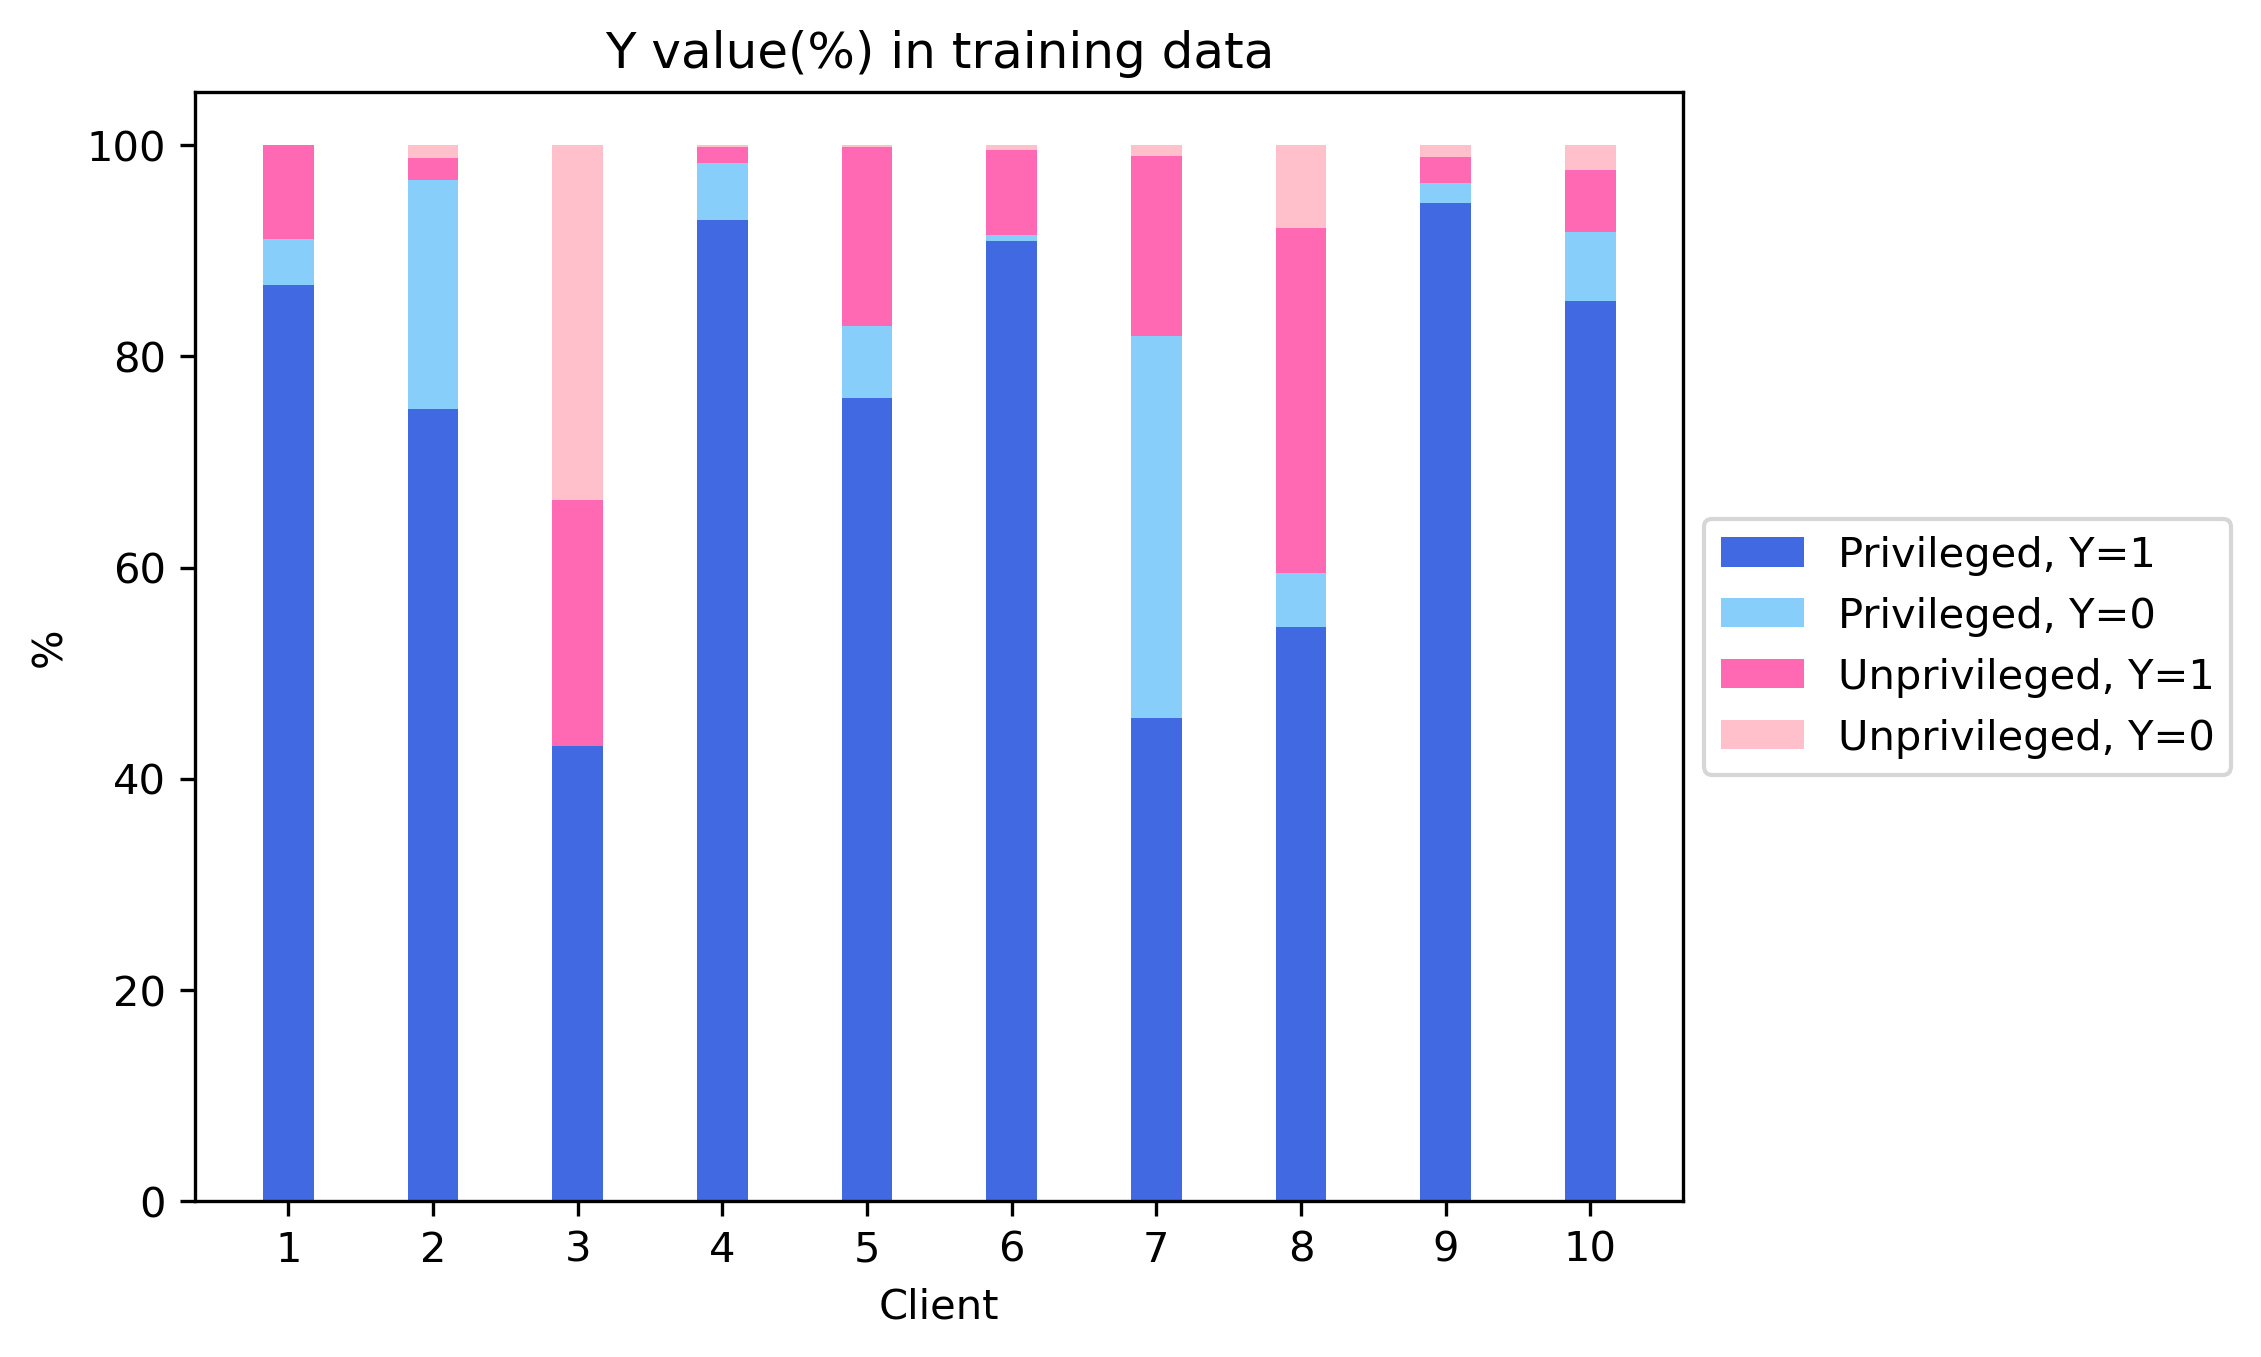 Y value(%) in training data
100
80
60
40
20
0
%
1 2 3 4 5 6 7 8 9 10
Client
Privileged, Y=1
Privileged, Y=0
Unprivileged, Y=1
Unprivileged, Y=0